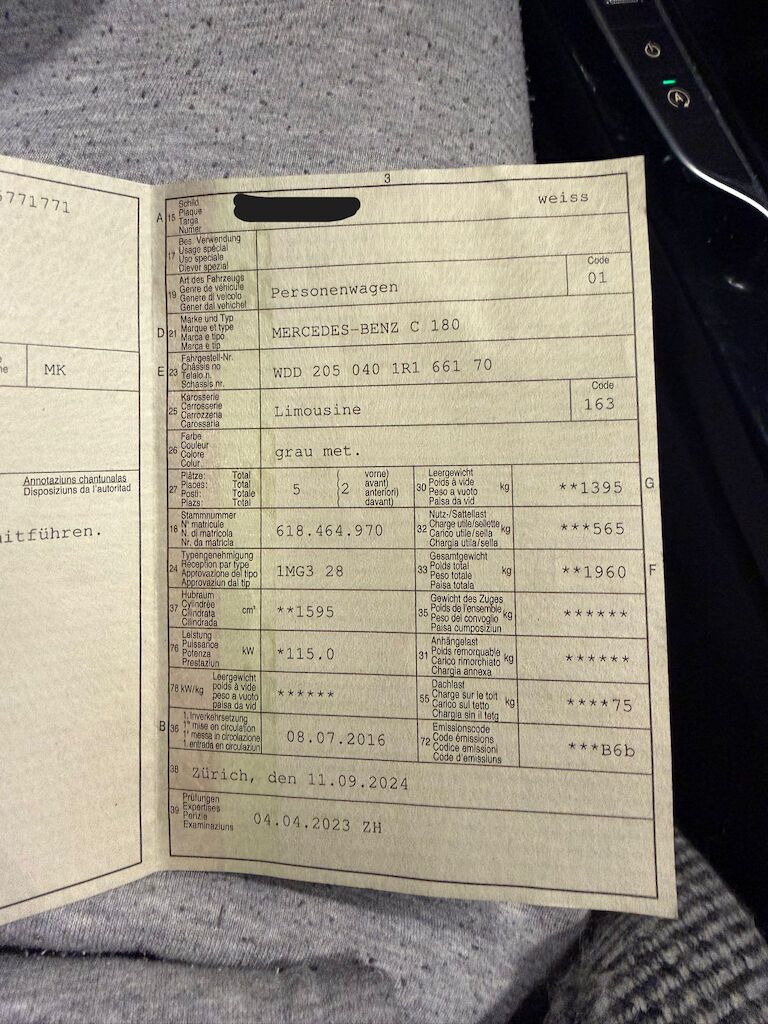 5771771
MK
Annotaziuns chantunalas
Disposiziuns da l'autoritad
itführen.
3
A 15 Schild
Plaque
Targa
Numer
weiss
17 Bes. Verwendung
Usage spécial
Uso speciale
Diever spezial
19 Art des Fahrzeugs
Genre de véhicule
Genere di veicolo
Gener dal vehichel
Personenwagen
Code
01
D 21 Marke und Typ
Marque et type
Marca e tipo
Marca e tip
MERCEDES-BENZ C 180
E 23 Fahrgestell-Nr.
Châssis no
Telaio n.
Schassis nr.
WDD 205 040 1R1 661 70
25 Karosserie
Carrosserie
Carrozzeria
Carossaria
Limousine
Code
163
26 Farbe
Couleur
Colore
Colur
grau met.
27 Plätze: Total
Places: Total
Posti: Totale
Plazs: Total
5 (2 vorne)
avant)
anteriori)
davant)
G 30 Leergewicht
Poids à vide
Peso a vuoto
Paisa da vid
kg
**1395
18 Stammnummer
N° matricule
N. di matricola
Nr. da matricla
618.464.970
32 Nutz-/Sattellast
Charge utile/sellette
Carico utile/sella
Chargia utila/sella
kg
***565
24 Typengenehmigung
Réception par type
Approvazione del tipo
Approvaziun dal tip
1MG3 28
F 33 Gesamtgewicht
Poids total
Peso totale
Paisa totala
kg
**1960
37 Hubraum
Cylindrée
Cilindrata
Cilindrada
cm³
**1595
35 Gewicht des Zuges
Poids de l'ensemble
Peso del convoglio
Paisa cumposiziun
kg
******
76 Leistung
Puissance
Potenza
Prestaziun
kW
*115.0
31 Anhängelast
Poids remorquable
Carico rimorchiato
Chargia annexa
kg
******
78 kW/kg Leergewicht
poids à vide
peso a vuoto
paisa da vid
******
55 Dachlast
Charge sur le toit
Carico sul tetto
Chargia sin il tetg
kg
****75
B 36 1. Inverkehrsetzung
1re mise en circulation
1a messa in circolazione
1. entrada en circulaziun
08.07.2016
72 Emissionscode
Code émissions
Codice emissioni
Code d'emissiuns
***B6b
38 Zürich, den 11.09.2024
39 Prüfungen
Expertises
Perizie
Examinaziuns
04.04.2023 ZH